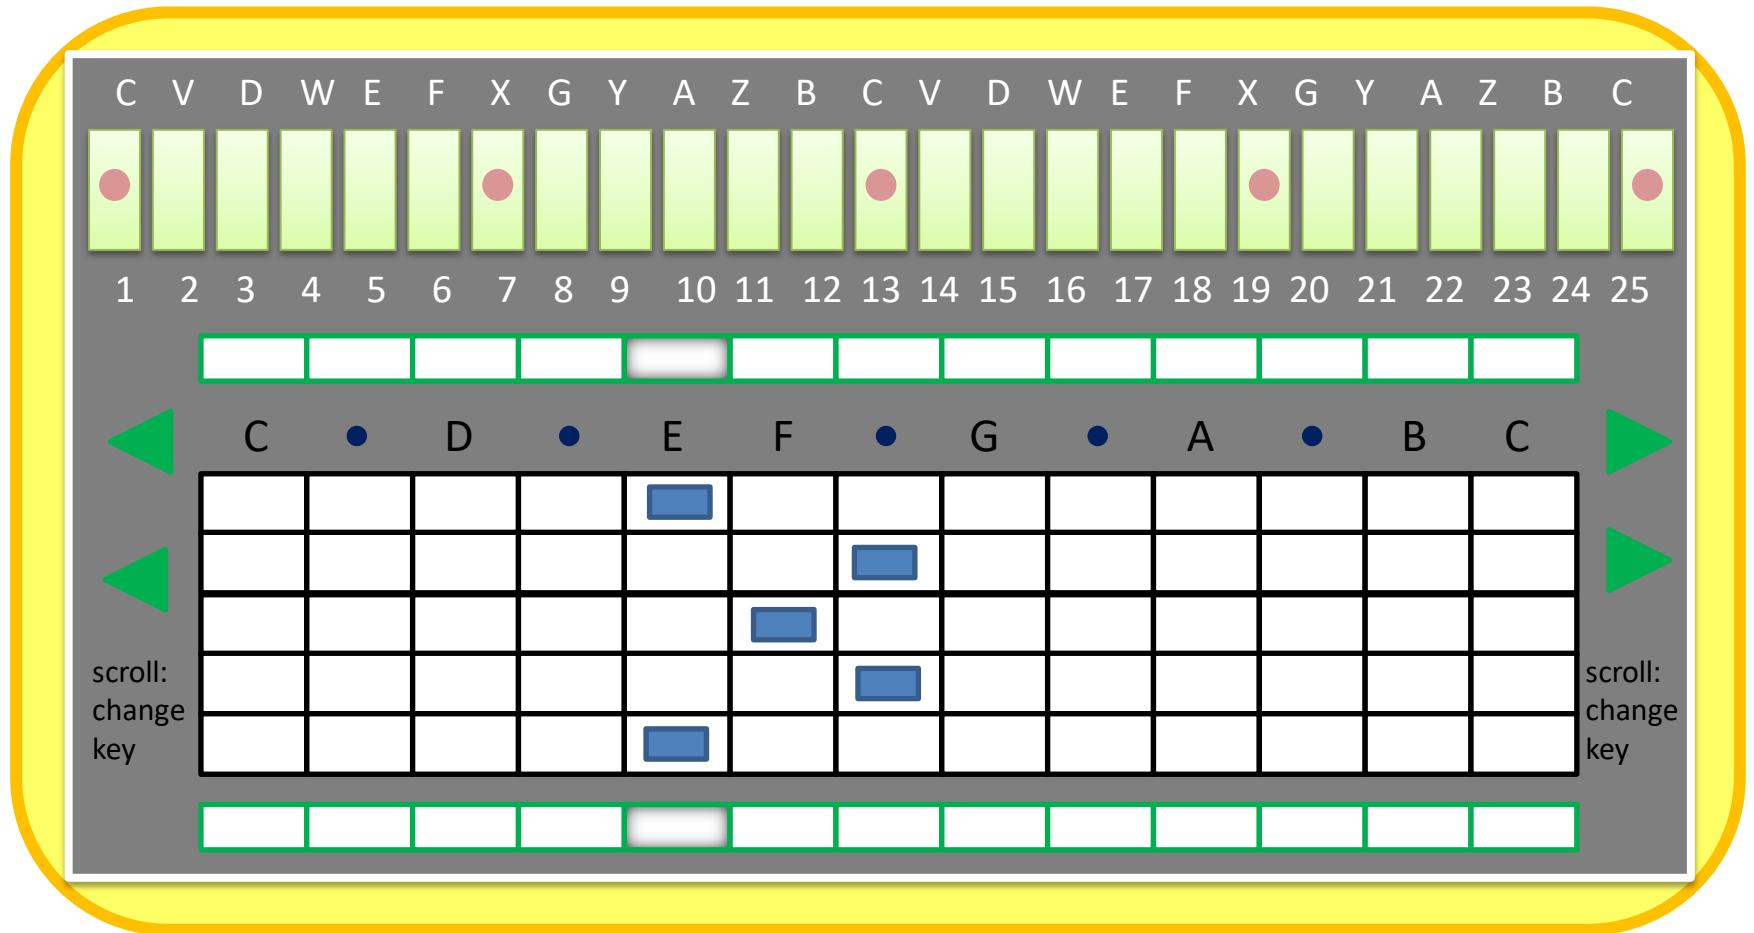 C V D W E F X G Y A Z B C V D W E F X G Y A Z B C
1 2 3 4 5 6 7 8 9 10 11 12 13 14 15 16 17 18 19 20 21 22 23 24 25
C • D • E F • G • A • B C
scroll:
change
key
scroll:
change
key